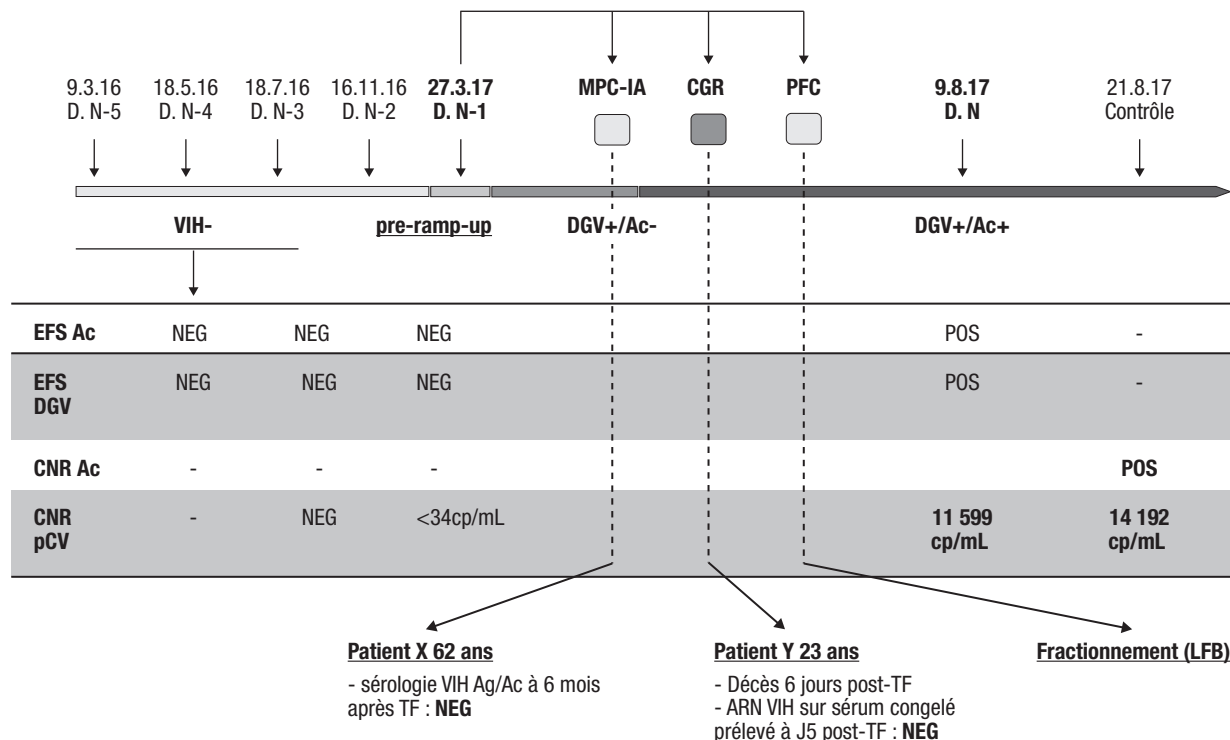 9.3.16 18.5.16 18.7.16 16.11.16 27.3.17 MPC-IA CGR PFC 9.8.17 21.8.17
D. N-5 D. N-4 D. N-3 D. N-2 D. N-1 D. N Contrôle
VIH- pre-ramp-up DGV+/Ac- DGV+/Ac+
EFS Ac NEG NEG NEG POS -
EFS NEG NEG NEG POS -
DGV
CNR Ac - - - POS
CNR - NEG <34cp/mL 11 599 14 192
pCV cp/mL cp/mL
Patient X 62 ans
- sérologie VIH Ag/Ac à 6 mois
après TF : NEG
Patient Y 23 ans
- Décès 6 jours post-TF
- ARN VIH sur sérum congelé
prélevé à J5 post-TF : NEG
Fractionnement (LFB)